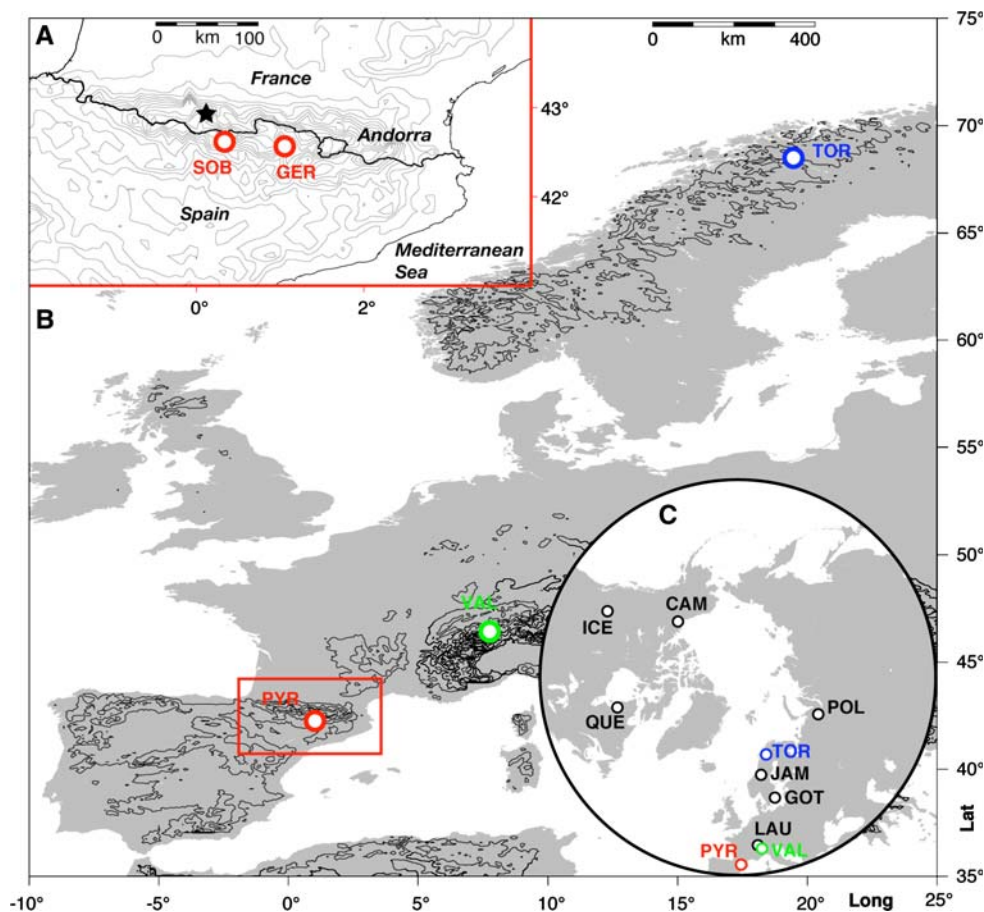 A
0 km 100
0 km 400
75°
France
43°
Andorra
SOB
GER
Spain
42°
Mediterranean
Sea
0°
2°
TOR
70°
65°
B
60°
55°
50°
VAL
PYR
45°
40°
Lat
35°
C
CAM
ICE
QUE
POL
TOR
JAM
GOT
LAU
PYR
VAL
-10°
-5°
0°
5°
10°
15°
20°
Long
25°